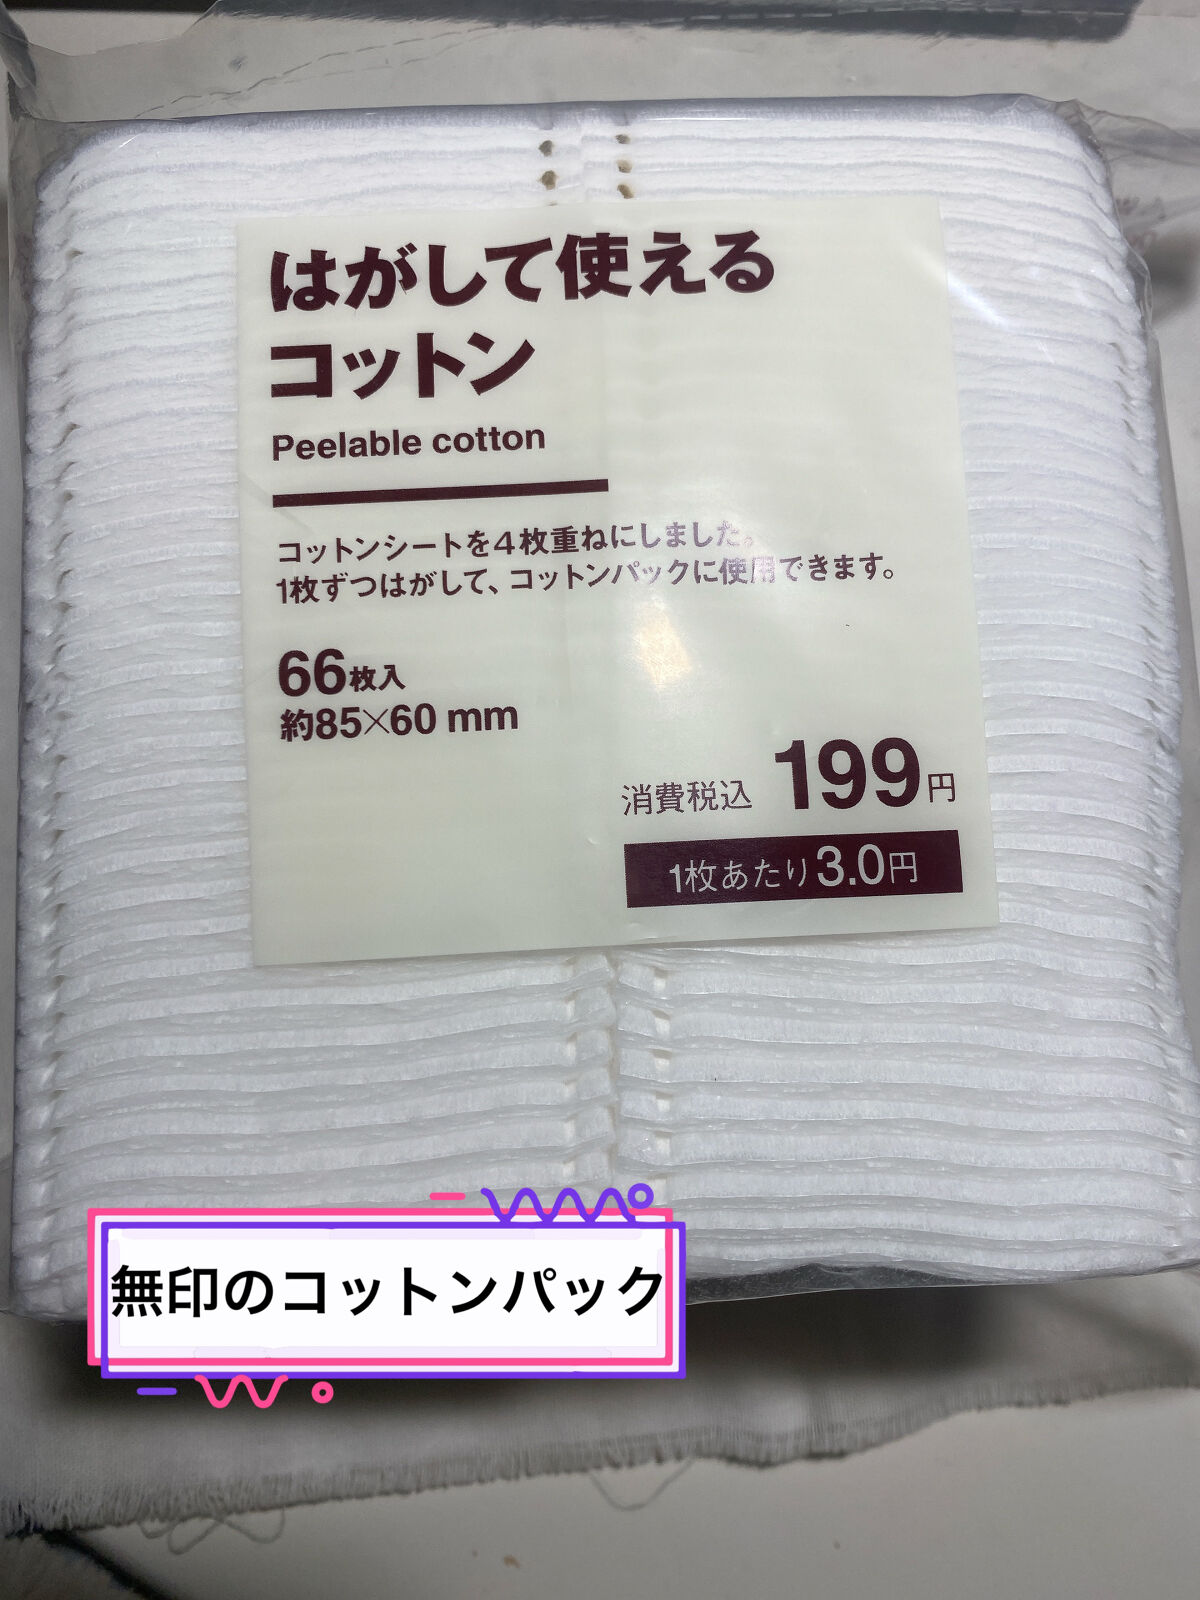 はがして使える
コットン
Peelable cotton
コットンシートを4枚重ねにしました。
1枚ずつはがして、コットンパックに使用できます。
66枚入
約85×60 mm
消費税込 199円
1枚あたり3.0円
無印のコットンパック